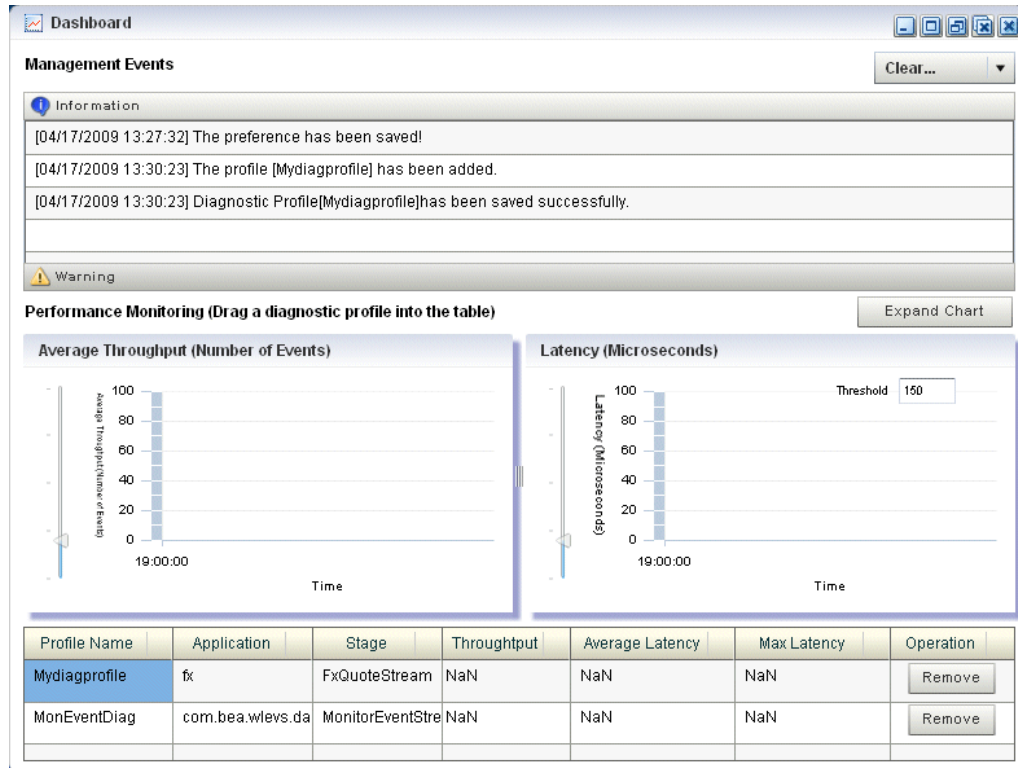 Dashboard
Management Events
Clear...
Information
[04/17/2009 13:27:32] The preference has been saved!
[04/17/2009 13:30:23] The profile [Mydiagprofile] has been added.
[04/17/2009 13:30:23] Diagnostic Profile[Mydiagprofile]has been saved successfully.
Warning
Performance Monitoring (Drag a diagnostic profile into the table)
Expand Chart
Average Throughput (Number of Events)
Average Throughput(Number of Events)
100
80
60
40
20
0
19:00:00
Time
Latency (Microseconds)
Threshold 150
Latency (Microseconds)
100
80
60
40
20
0
19:00:00
Time
Profile Name Application Stage Throughtput Average Latency Max Latency Operation
Mydiagprofile fx FxQuoteStream NaN NaN NaN Remove
MonEventDiag com.bea.wlevs.da MonitorEventStre NaN NaN NaN Remove